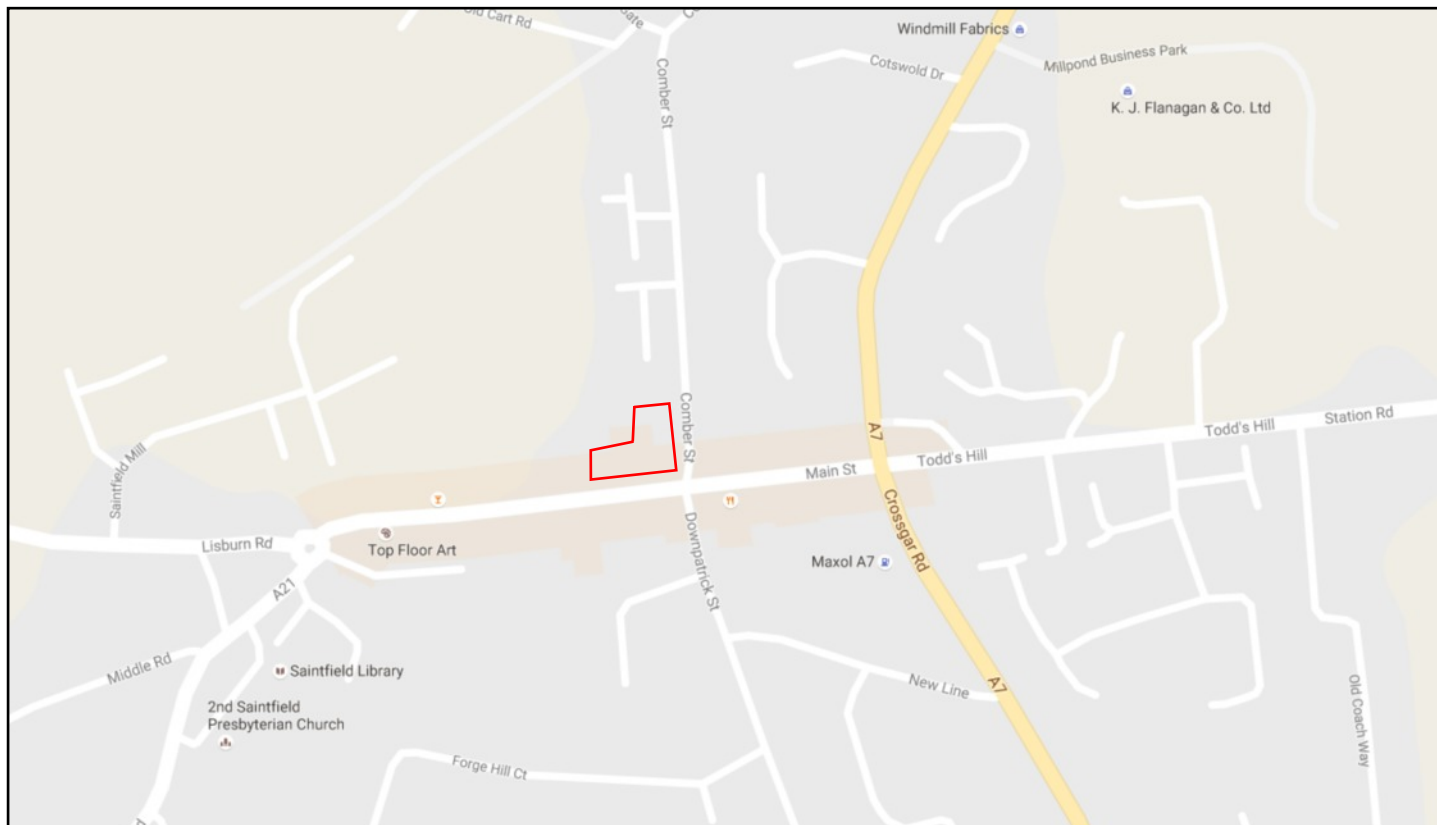 Old Cart Rd
Windmill Fabrics
Millpond Business Park
Cotswold Dr
K. J. Flanagan & Co. Ltd
Comber St
Comber St
Station Rd
Todd's Hill
Todd's Hill
A7
Main St
Saintfield Mill
Crossgar Rd
Lisburn Rd
Top Floor Art
Maxol A7
Downpatrick St
A21
Middle Rd
Saintfield Library
New Line
A7
Old Coach Way
2nd Saintfield
Presbyterian Church
Forge Hill Ct